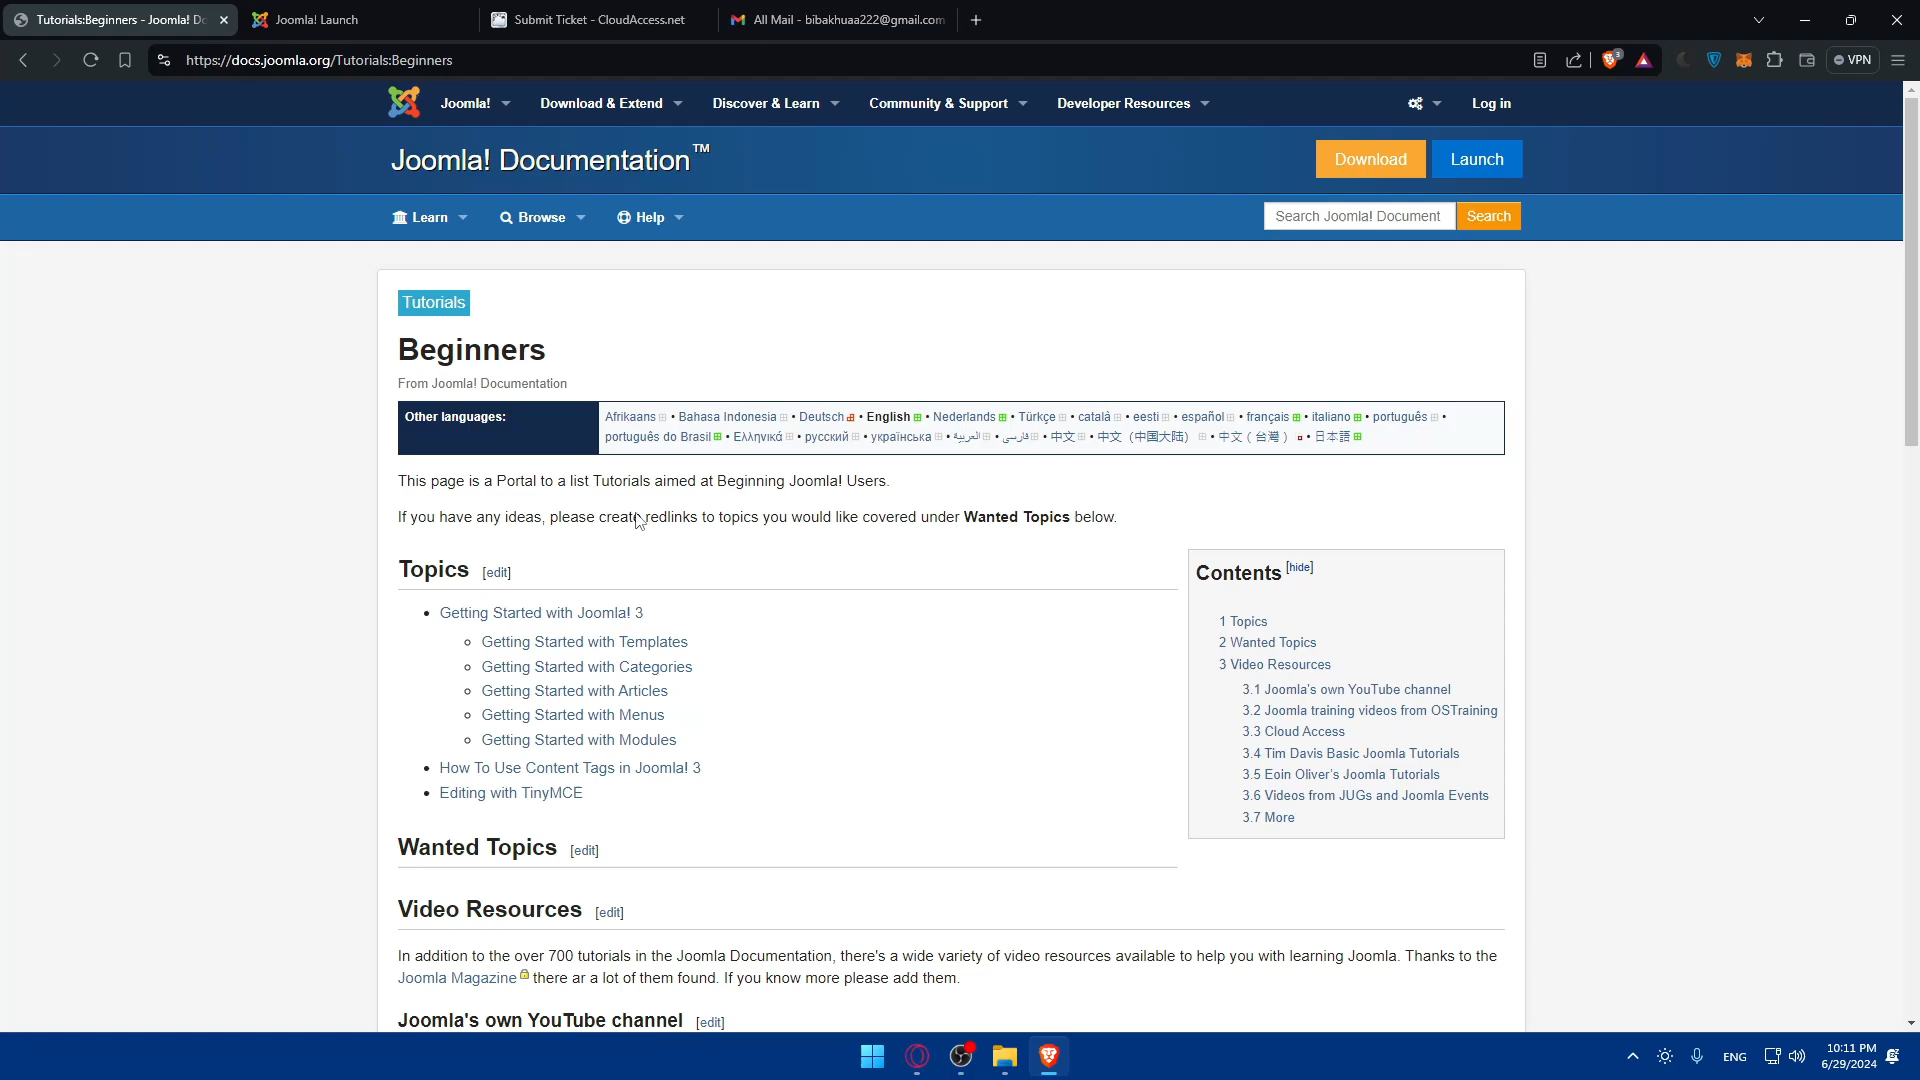 Tutorials:Beginners - Joomla! Do
Joomla! Launch
Submit Ticket - CloudAccess.net
All Mail - bibakhuaa222@gmail.com
https://docs.joomla.org/Tutorials:Beginners
3
VPN
Joomla!
Download & Extend
Discover & Learn
Community & Support
Developer Resources
Log in
Joomla! Documentation™
Download
Launch
Learn
Browse
Help
Search Joomla! Document
Search
Tutorials
Beginners
From Joomla! Documentation
Other languages:
Afrikaans • Bahasa Indonesia • Deutsch • English • Nederlands • Türkçe • català • eesti • español • français • italiano • português •
português do Brasil • Ελληνικά • русский • українська • العربية • فارسی • 中文 • 中文（中国大陆） • 中文（台灣） • 日本語
This page is a Portal to a list Tutorials aimed at Beginning Joomla! Users.
If you have any ideas, please create redlinks to topics you would like covered under Wanted Topics below.
Topics [edit]
Getting Started with Joomla! 3
Getting Started with Templates
Getting Started with Categories
Getting Started with Articles
Getting Started with Menus
Getting Started with Modules
How To Use Content Tags in Joomla! 3
Editing with TinyMCE
Contents [hide]
1 Topics
2 Wanted Topics
3 Video Resources
3.1 Joomla's own YouTube channel
3.2 Joomla training videos from OSTraining
3.3 Cloud Access
3.4 Tim Davis Basic Joomla Tutorials
3.5 Eoin Oliver's Joomla Tutorials
3.6 Videos from JUGs and Joomla Events
3.7 More
Wanted Topics [edit]
Video Resources [edit]
In addition to the over 700 tutorials in the Joomla Documentation, there's a wide variety of video resources available to help you with learning Joomla. Thanks to the
Joomla Magazine there ar a lot of them found. If you know more please add them.
Joomla's own YouTube channel [edit]
ENG
10:11 PM
6/29/2024